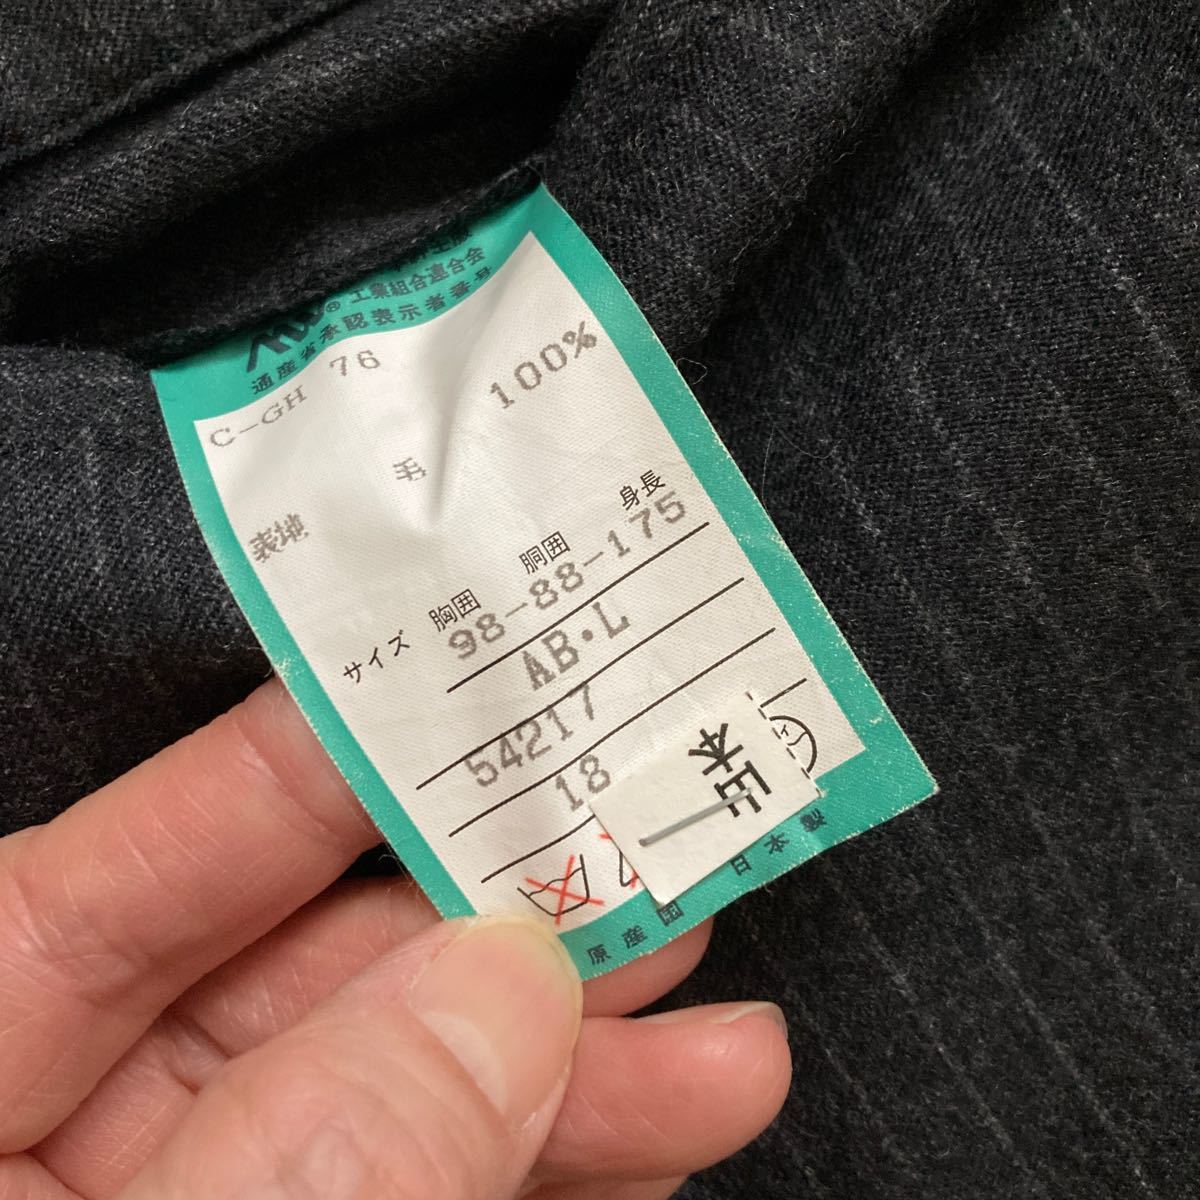 工業組合連合会
通産省承認表示者番号
C-GH 76
毛 100%
表地
サイズ 胸囲 胴囲 身長
98-88-175
AB・L
54217
18
山本
原産国 日本製